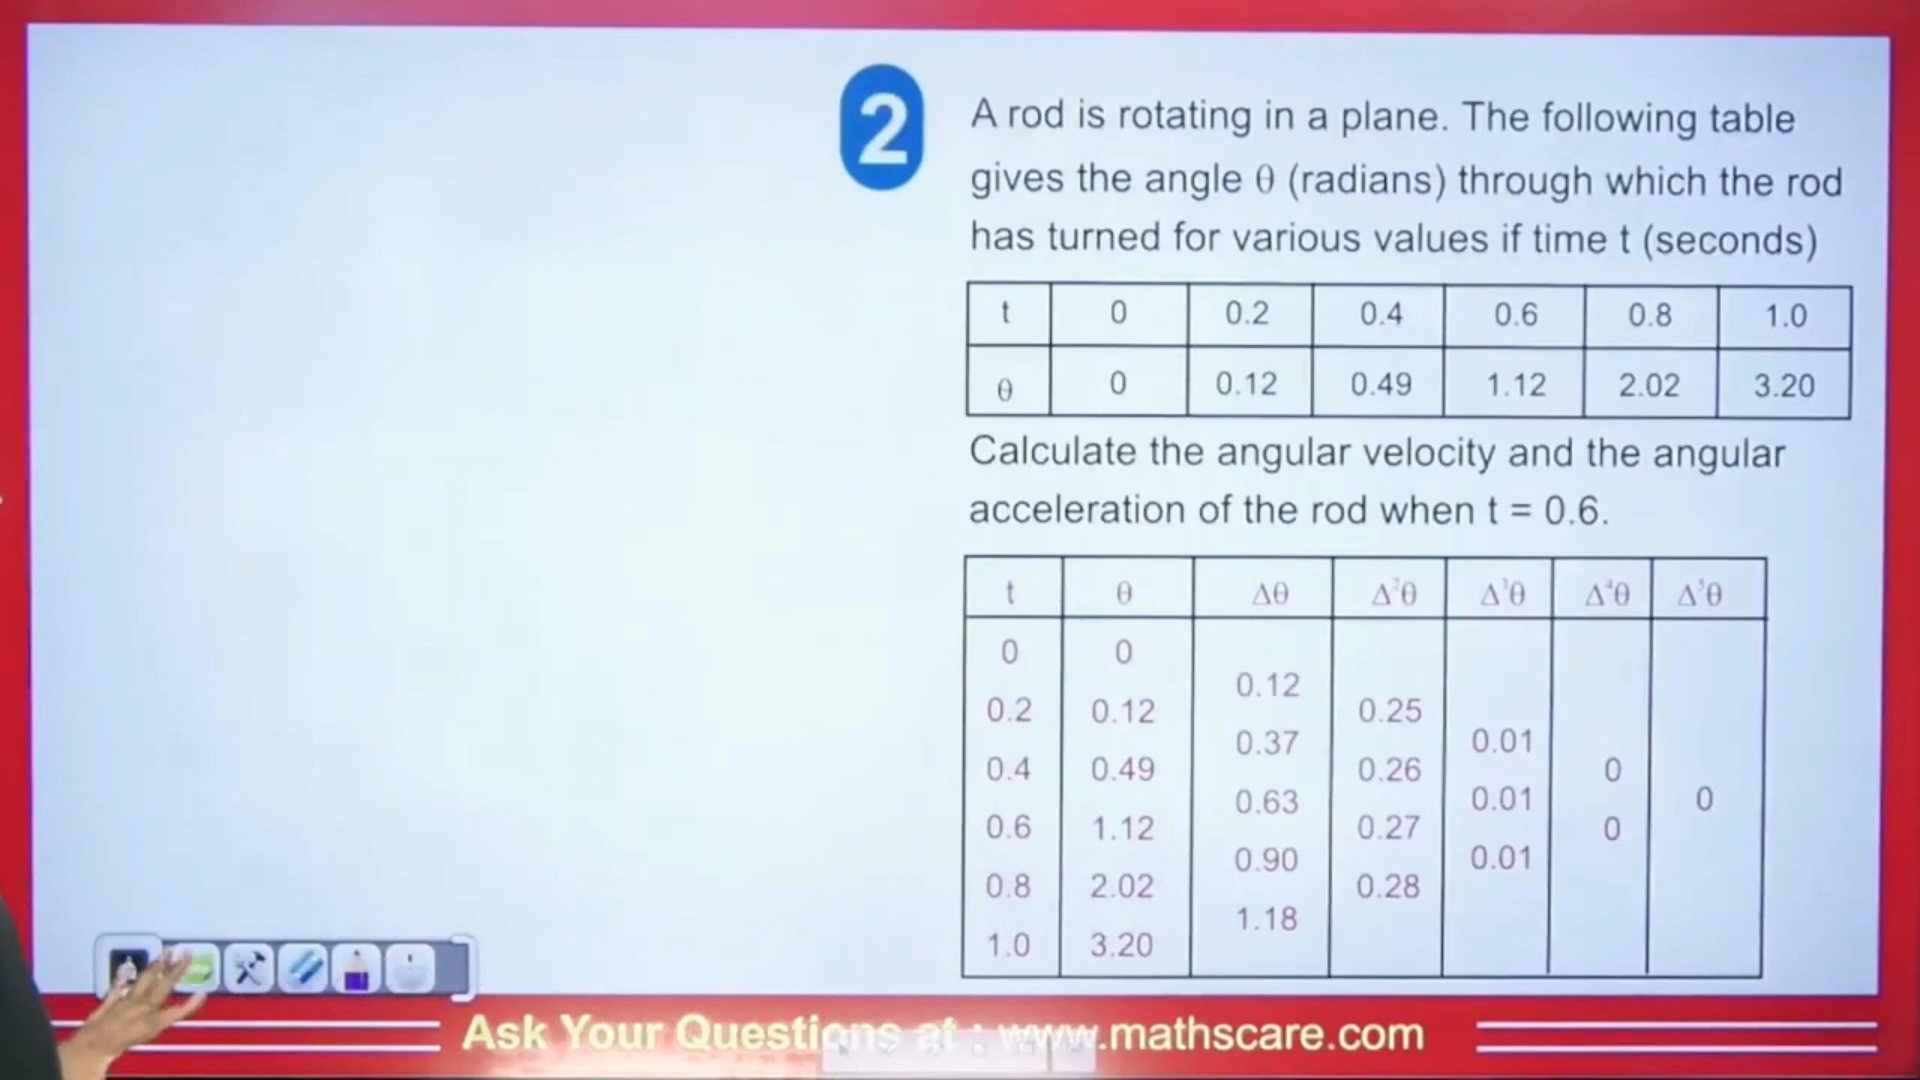 2
A rod is rotating in a plane. The following table
gives the angle θ (radians) through which the rod
has turned for various values if time t (seconds)
t 0 0.2 0.4 0.6 0.8 1.0
θ 0 0.12 0.49 1.12 2.02 3.20
Calculate the angular velocity and the angular
acceleration of the rod when t = 0.6.
t θ Δθ Δ²θ Δ³θ Δ⁴θ Δ⁵θ
0 0
0.12
0.2 0.12 0.25
0.37 0.01
0.4 0.49 0.26 0
0.63 0.01 0
0.6 1.12 0.27 0
0.90 0.01
0.8 2.02 0.28
1.18
1.0 3.20
Ask Your Questions at : www.mathscare.com